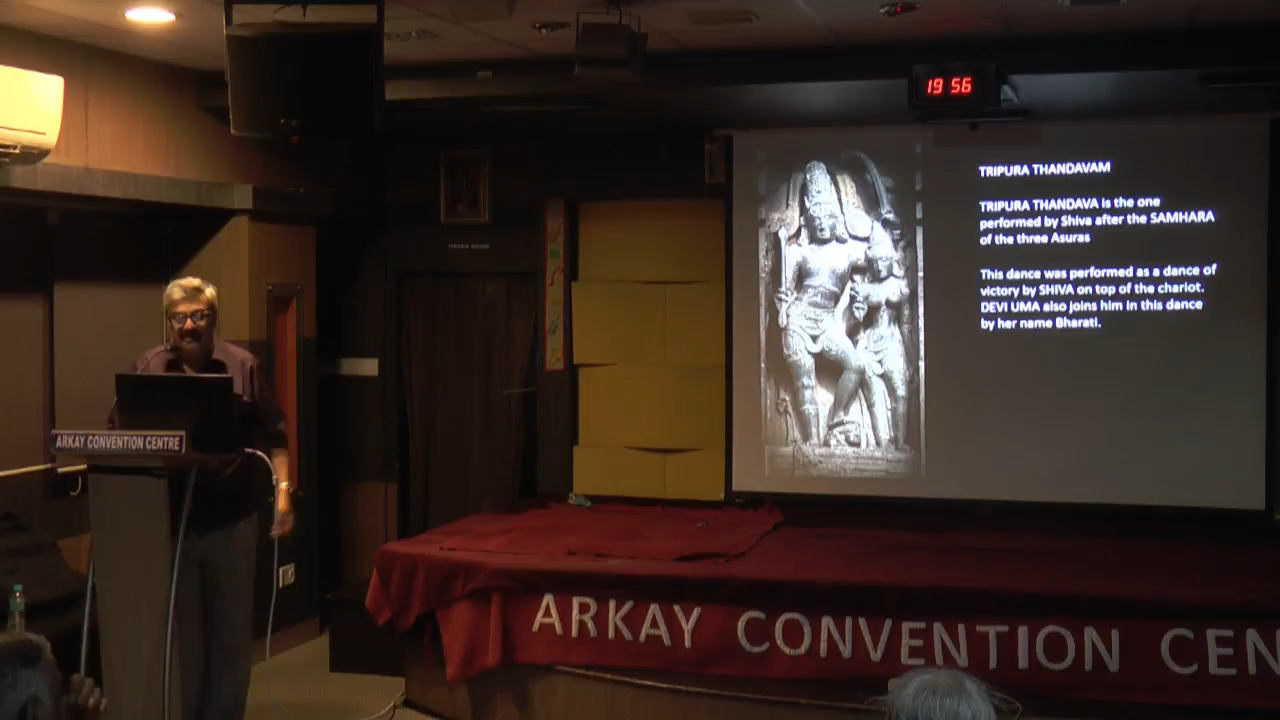 19 56
TRIPURA THANDAVAM
TRIPURA THANDAVA is the one
performed by Shiva after the SAMHARA
of the three Asuras
This dance was performed as a dance of
victory by SHIVA on top of the chariot.
DEVI UMA also joins him in this dance
by her name Bharati.
GREEN ROOM
ARKAY CONVENTION CENTRE
ARKAY CONVENTION CEN